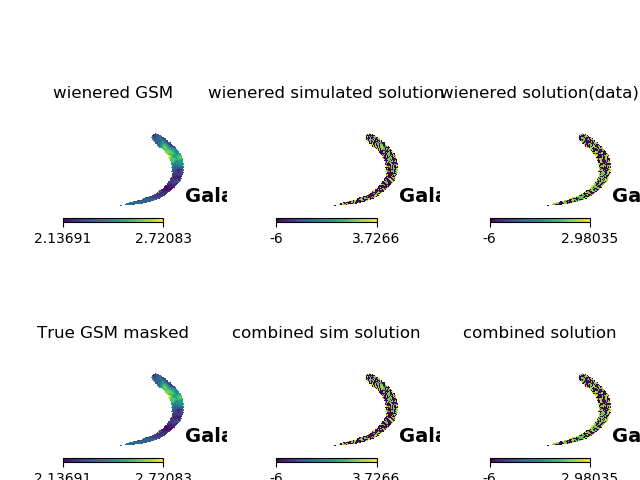 wienered GSM
wienered simulated solution
wienered solution(data)
Gala
Gala
Ga
2.13691 2.72083
-6 3.7266
-6 2.98035
True GSM masked
combined sim solution
combined solution
Gala
Gala
Ga
2.13691 2.72083
-6 3.7266
-6 2.98035